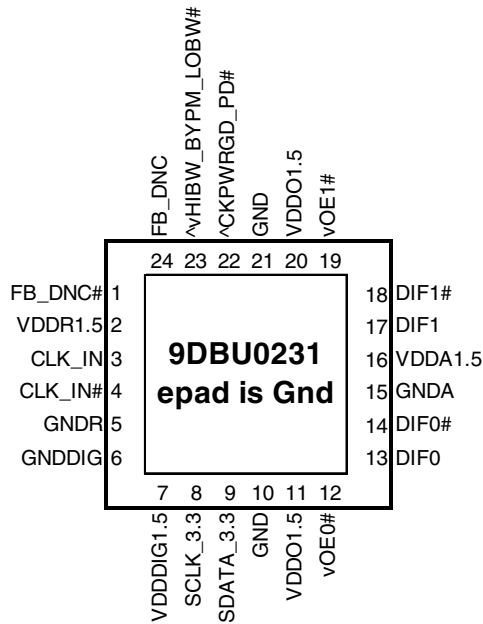 FB_DNC
^vHIBW_BYPM_LOBW#
^CKPWRGD_PD#
GND
VDDO1.5
vOE1#
24 23 22 21 20 19
FB_DNC# 1
VDDR1.5 2
CLK_IN 3
CLK_IN# 4
GNDR 5
GNDDIG 6
9DBU0231
epad is Gnd
18 DIF1#
17 DIF1
16 VDDA1.5
15 GNDA
14 DIF0#
13 DIF0
7 8 9 10 11 12
VDDDIG1.5
SCLK_3.3
SDATA_3.3
GND
VDDO1.5
vOE0#